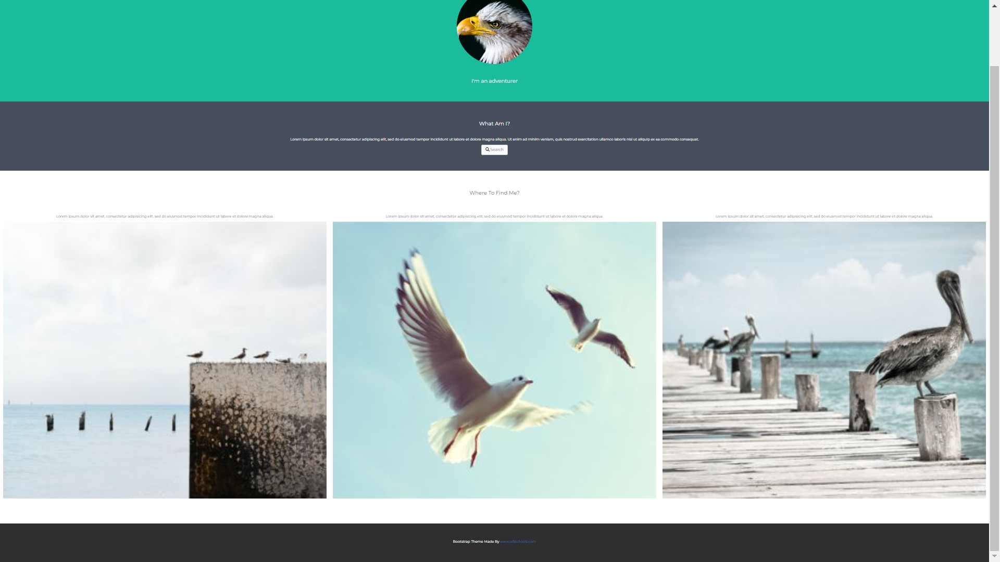 I'm an adventurer
What Am I?
Lorem ipsum dolor sit amet, consectetur adipiscing elit, sed do eiusmod tempor incididunt ut labore et dolore magna aliqua. Ut enim ad minim veniam, quis nostrud exercitation ullamco laboris nisi ut aliquip ex ea commodo consequat.
Search
Where To Find Me?
Lorem ipsum dolor sit amet, consectetur adipisicing elit, sed do eiusmod tempor incididunt ut labore et dolore magna aliqua.
Lorem ipsum dolor sit amet, consectetur adipisicing elit, sed do eiusmod tempor incididunt ut labore et dolore magna aliqua.
Lorem ipsum dolor sit amet, consectetur adipisicing elit, sed do eiusmod tempor incididunt ut labore et dolore magna aliqua.
Bootstrap Theme Made By www.w3schools.com